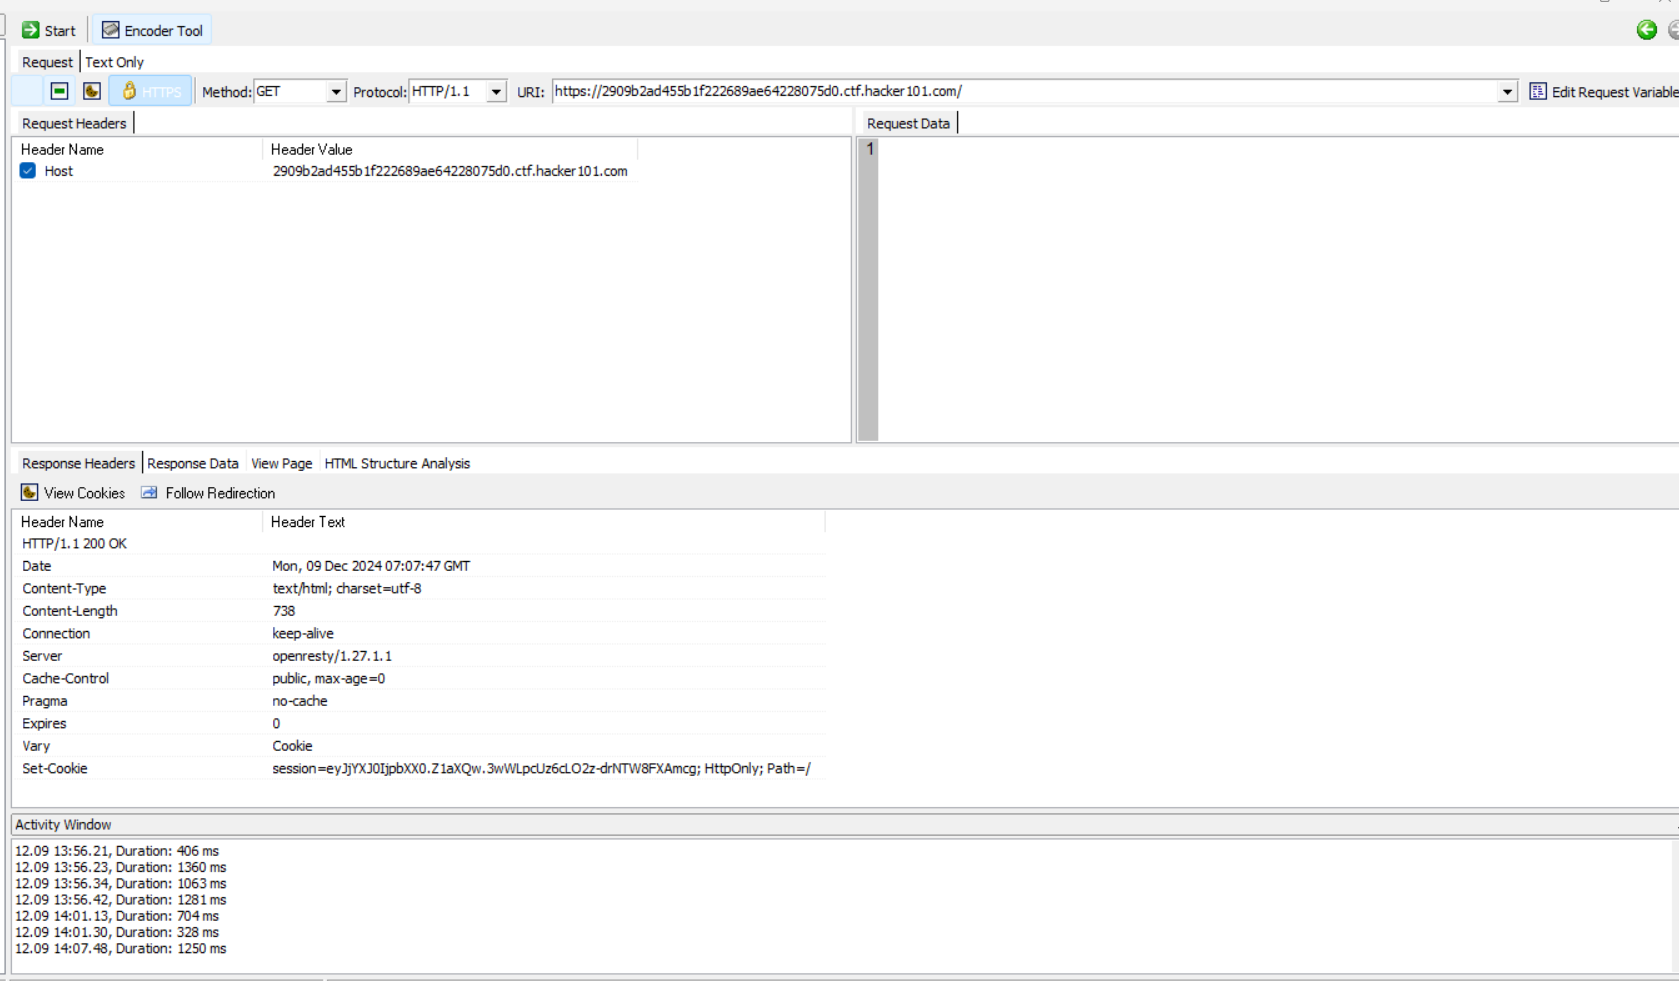 Start Encoder Tool
Request Text Only
HTTPS Method: GET Protocol: HTTP/1.1 URI: https://2909b2ad455b1f222689ae64228075d0.ctf.hacker101.com/ Edit Request Variable
Request Headers Request Data
Header Name Header Value 1
Host 2909b2ad455b1f222689ae64228075d0.ctf.hacker101.com
Response Headers Response Data View Page HTML Structure Analysis
View Cookies Follow Redirection
Header Name Header Text
HTTP/1.1 200 OK
Date Mon, 09 Dec 2024 07:07:47 GMT
Content-Type text/html; charset=utf-8
Content-Length 738
Connection keep-alive
Server openresty/1.27.1.1
Cache-Control public, max-age=0
Pragma no-cache
Expires 0
Vary Cookie
Set-Cookie session=eyJjYXJ0IjpbXX0.Z1aXQw.3wWLpcUz6cLO2z-drNTW8FXAmcg; HttpOnly; Path=/
Activity Window
12.09 13:56.21, Duration: 406 ms
12.09 13:56.23, Duration: 1360 ms
12.09 13:56.34, Duration: 1063 ms
12.09 13:56.42, Duration: 1281 ms
12.09 14:01.13, Duration: 704 ms
12.09 14:01.30, Duration: 328 ms
12.09 14:07.48, Duration: 1250 ms